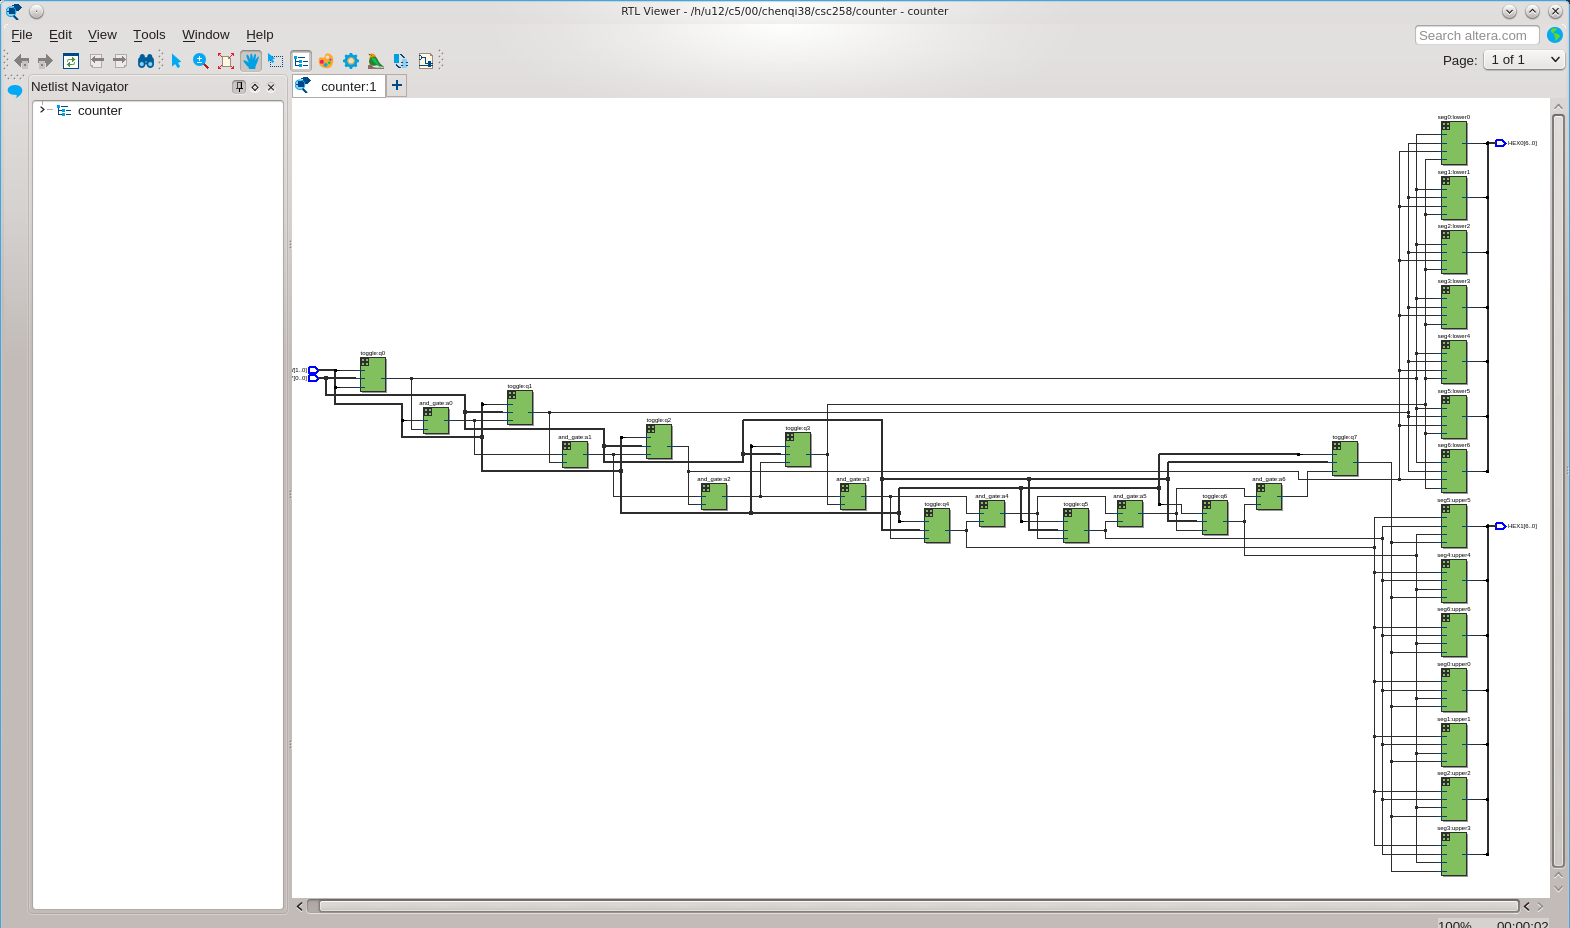 RTL Viewer - /h/u12/c5/00/chenqi38/csc258/counter - counter
File Edit View Tools Window Help
Search altera.com
Page: 1 of 1
Netlist Navigator
counter:1
counter
seg0:lower0
HEX0[6..0]
seg1:lower1
seg2:lower2
seg3:lower3
seg4:lower4
toggle:q0
[1..0]
[0..0]
toggle:q1
seg5:lower5
and_gate:a0
toggle:q2
toggle:q3
and_gate:a1
toggle:q7
seg6:lower6
and_gate:a2
and_gate:a3
and_gate:a6
and_gate:a4
and_gate:a5
toggle:q6
toggle:q4
toggle:q5
seg5:upper5
HEX1[6..0]
seg4:upper4
seg6:upper6
seg0:upper0
seg1:upper1
seg2:upper2
seg3:upper3
100% 00:00:02